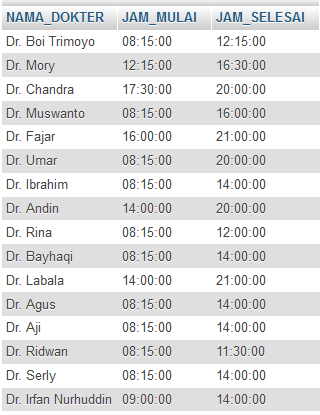 NAMA_DOKTER JAM_MULAI JAM_SELESAI
Dr. Boi Trimoyo 08:15:00 12:15:00
Dr. Mory 12:15:00 16:30:00
Dr. Chandra 17:30:00 20:00:00
Dr. Muswanto 08:15:00 16:00:00
Dr. Fajar 16:00:00 21:00:00
Dr. Umar 08:15:00 20:00:00
Dr. Ibrahim 08:15:00 14:00:00
Dr. Andin 14:00:00 20:00:00
Dr. Rina 08:15:00 12:00:00
Dr. Bayhaqi 08:15:00 14:00:00
Dr. Labala 14:00:00 21:00:00
Dr. Agus 08:15:00 14:00:00
Dr. Aji 08:15:00 14:00:00
Dr. Ridwan 08:15:00 11:30:00
Dr. Serly 08:15:00 14:00:00
Dr. Irfan Nurhuddin 09:00:00 14:00:00